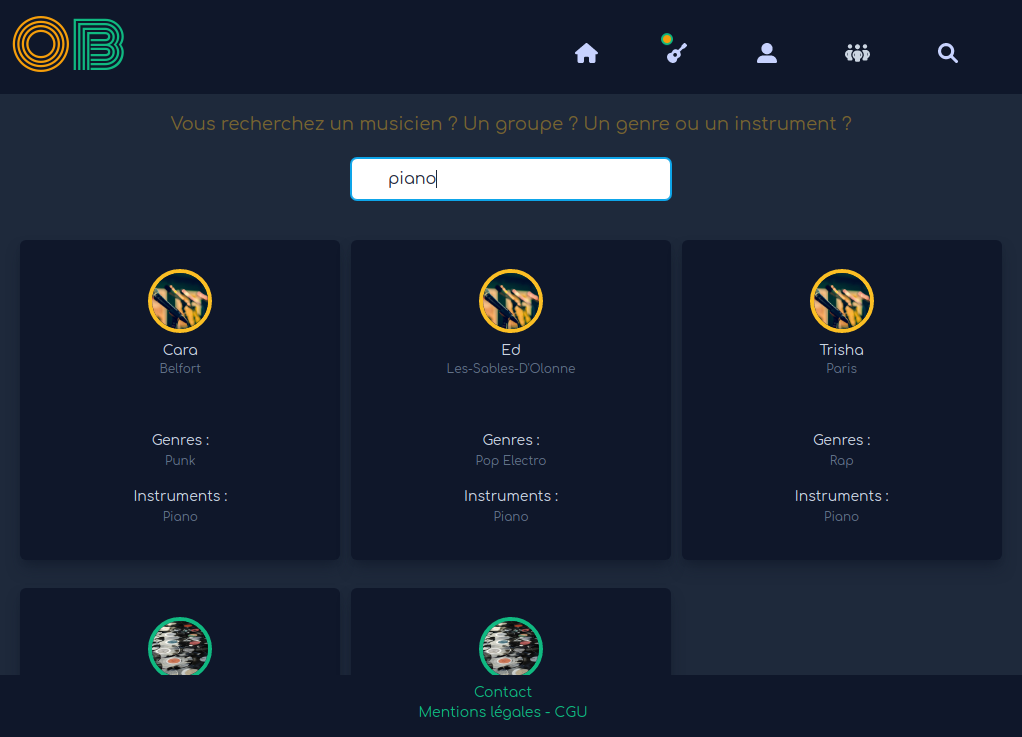 OB
Vous recherchez un musicien ? Un groupe ? Un genre ou un instrument ?
piano
Cara
Belfort
Genres :
Punk
Instruments :
Piano
Ed
Les-Sables-D'Olonne
Genres :
Pop Electro
Instruments :
Piano
Trisha
Paris
Genres :
Rap
Instruments :
Piano
Contact
Mentions légales - CGU